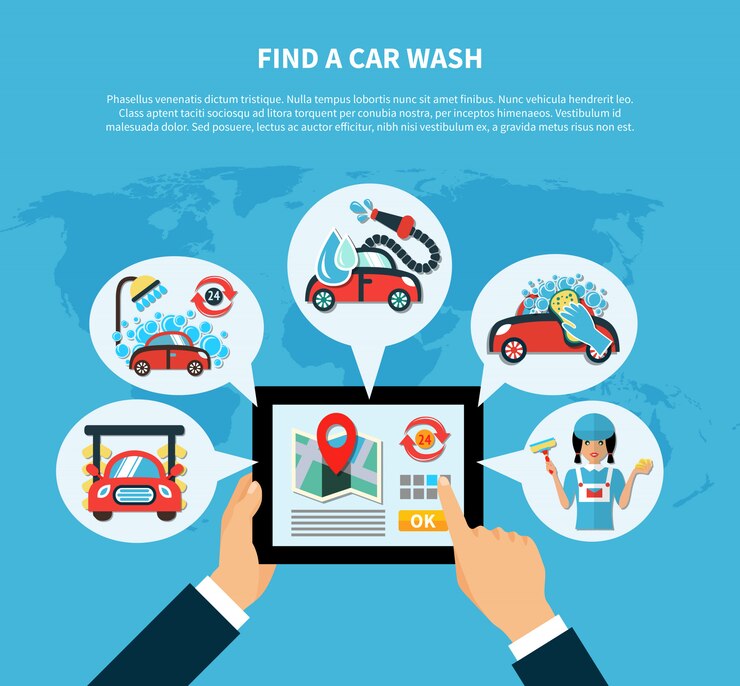 FIND A CAR WASH
Phasellus venenatis dictum tristique. Nulla tempus lobortis nunc sit amet finibus. Nunc vehicula hendrerit leo.
Class aptent taciti sociosqu ad litora torquent per conubia nostra, per inceptos himenaeos. Vestibulum id
malesuada dolor. Sed posuere, lectus ac auctor efficitur, nibh nisi vestibulum ex, a gravida metus risus non est.
24
24
OK